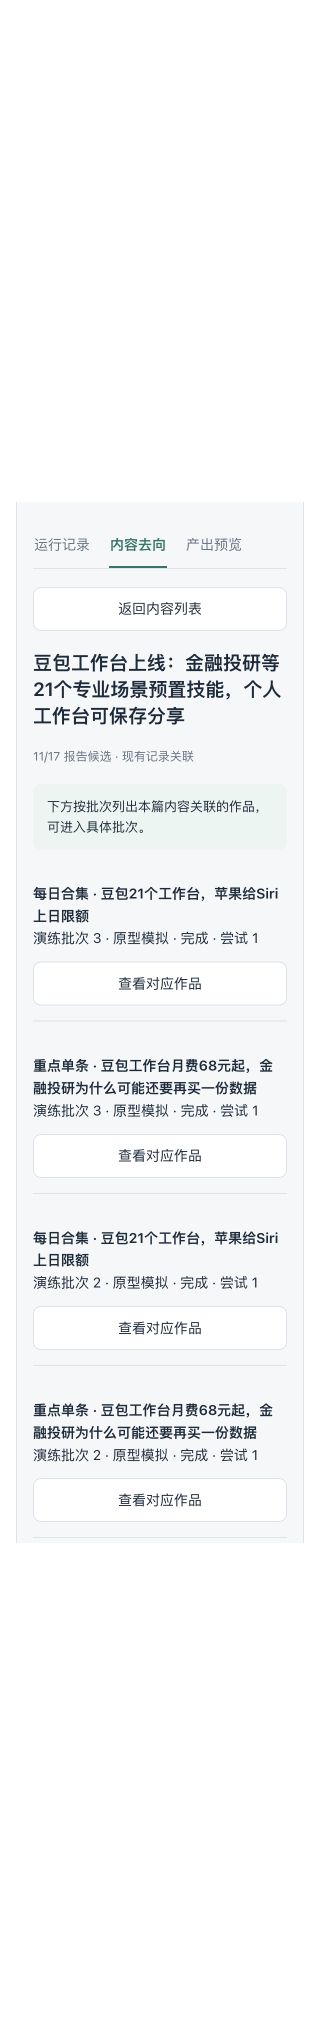 运行记录 内容去向 产出预览
返回内容列表
豆包工作台上线：金融投研等
21个专业场景预置技能，个人
工作台可保存分享
11/17 报告候选 · 现有记录关联
下方按批次列出本篇内容关联的作品，
可进入具体批次。
每日合集 · 豆包21个工作台，苹果给Siri
上日限额
演练批次 3 · 原型模拟 · 完成 · 尝试 1
查看对应作品
重点单条 · 豆包工作台月费68元起，金
融投研为什么可能还要再买一份数据
演练批次 3 · 原型模拟 · 完成 · 尝试 1
查看对应作品
每日合集 · 豆包21个工作台，苹果给Siri
上日限额
演练批次 2 · 原型模拟 · 完成 · 尝试 1
查看对应作品
重点单条 · 豆包工作台月费68元起，金
融投研为什么可能还要再买一份数据
演练批次 2 · 原型模拟 · 完成 · 尝试 1
查看对应作品